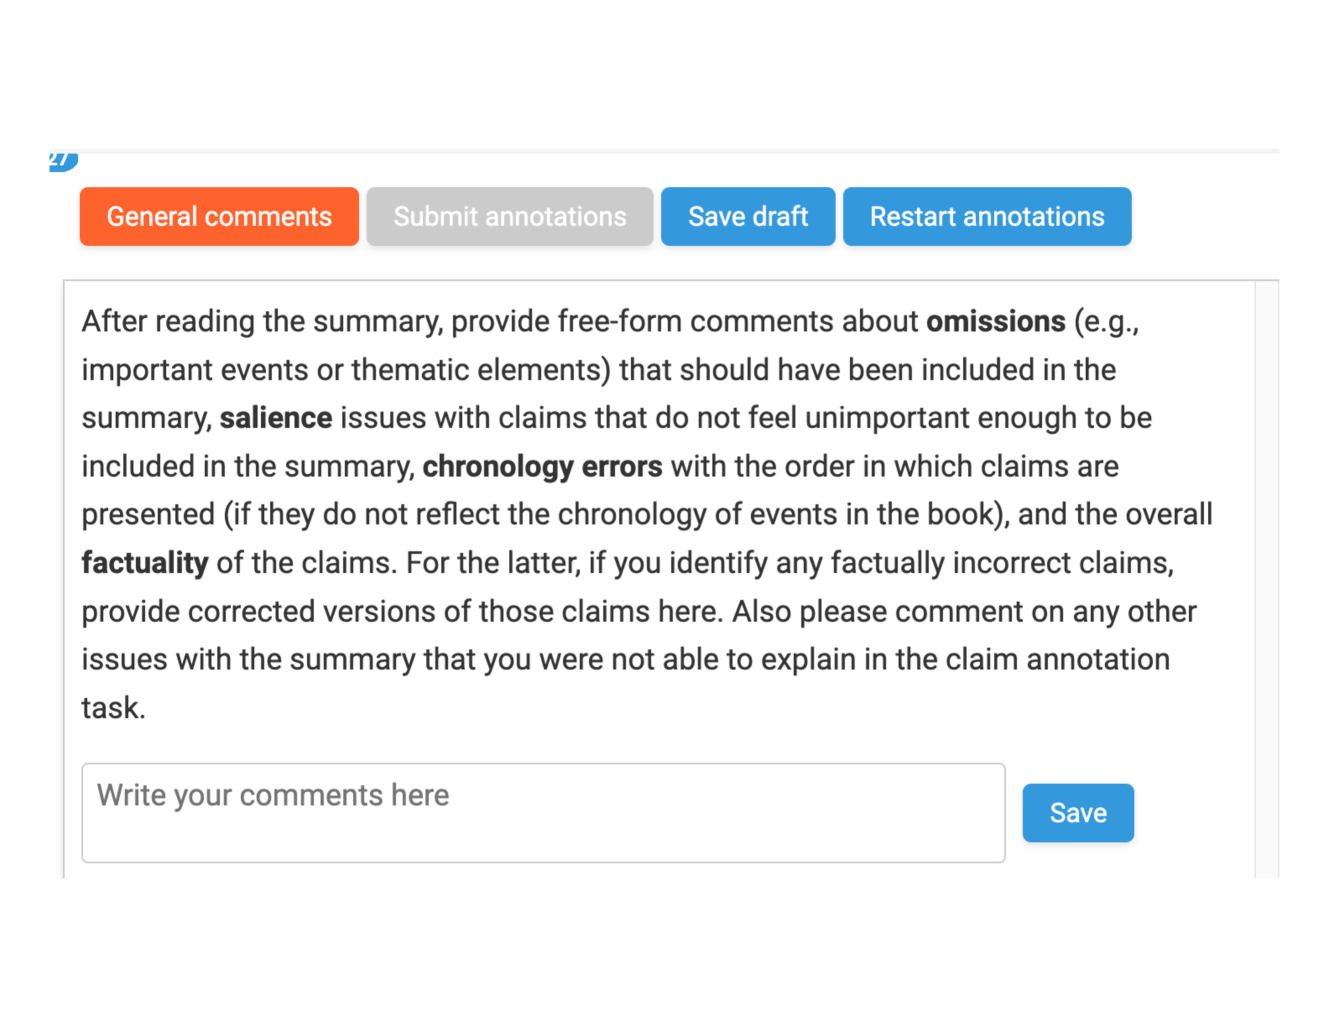 27
General comments
Submit annotations
Save draft
Restart annotations
After reading the summary, provide free-form comments about omissions (e.g.,
important events or thematic elements) that should have been included in the
summary, salience issues with claims that do not feel unimportant enough to be
included in the summary, chronology errors with the order in which claims are
presented (if they do not reflect the chronology of events in the book), and the overall
factuality of the claims. For the latter, if you identify any factually incorrect claims,
provide corrected versions of those claims here. Also please comment on any other
issues with the summary that you were not able to explain in the claim annotation
task.
Write your comments here
Save